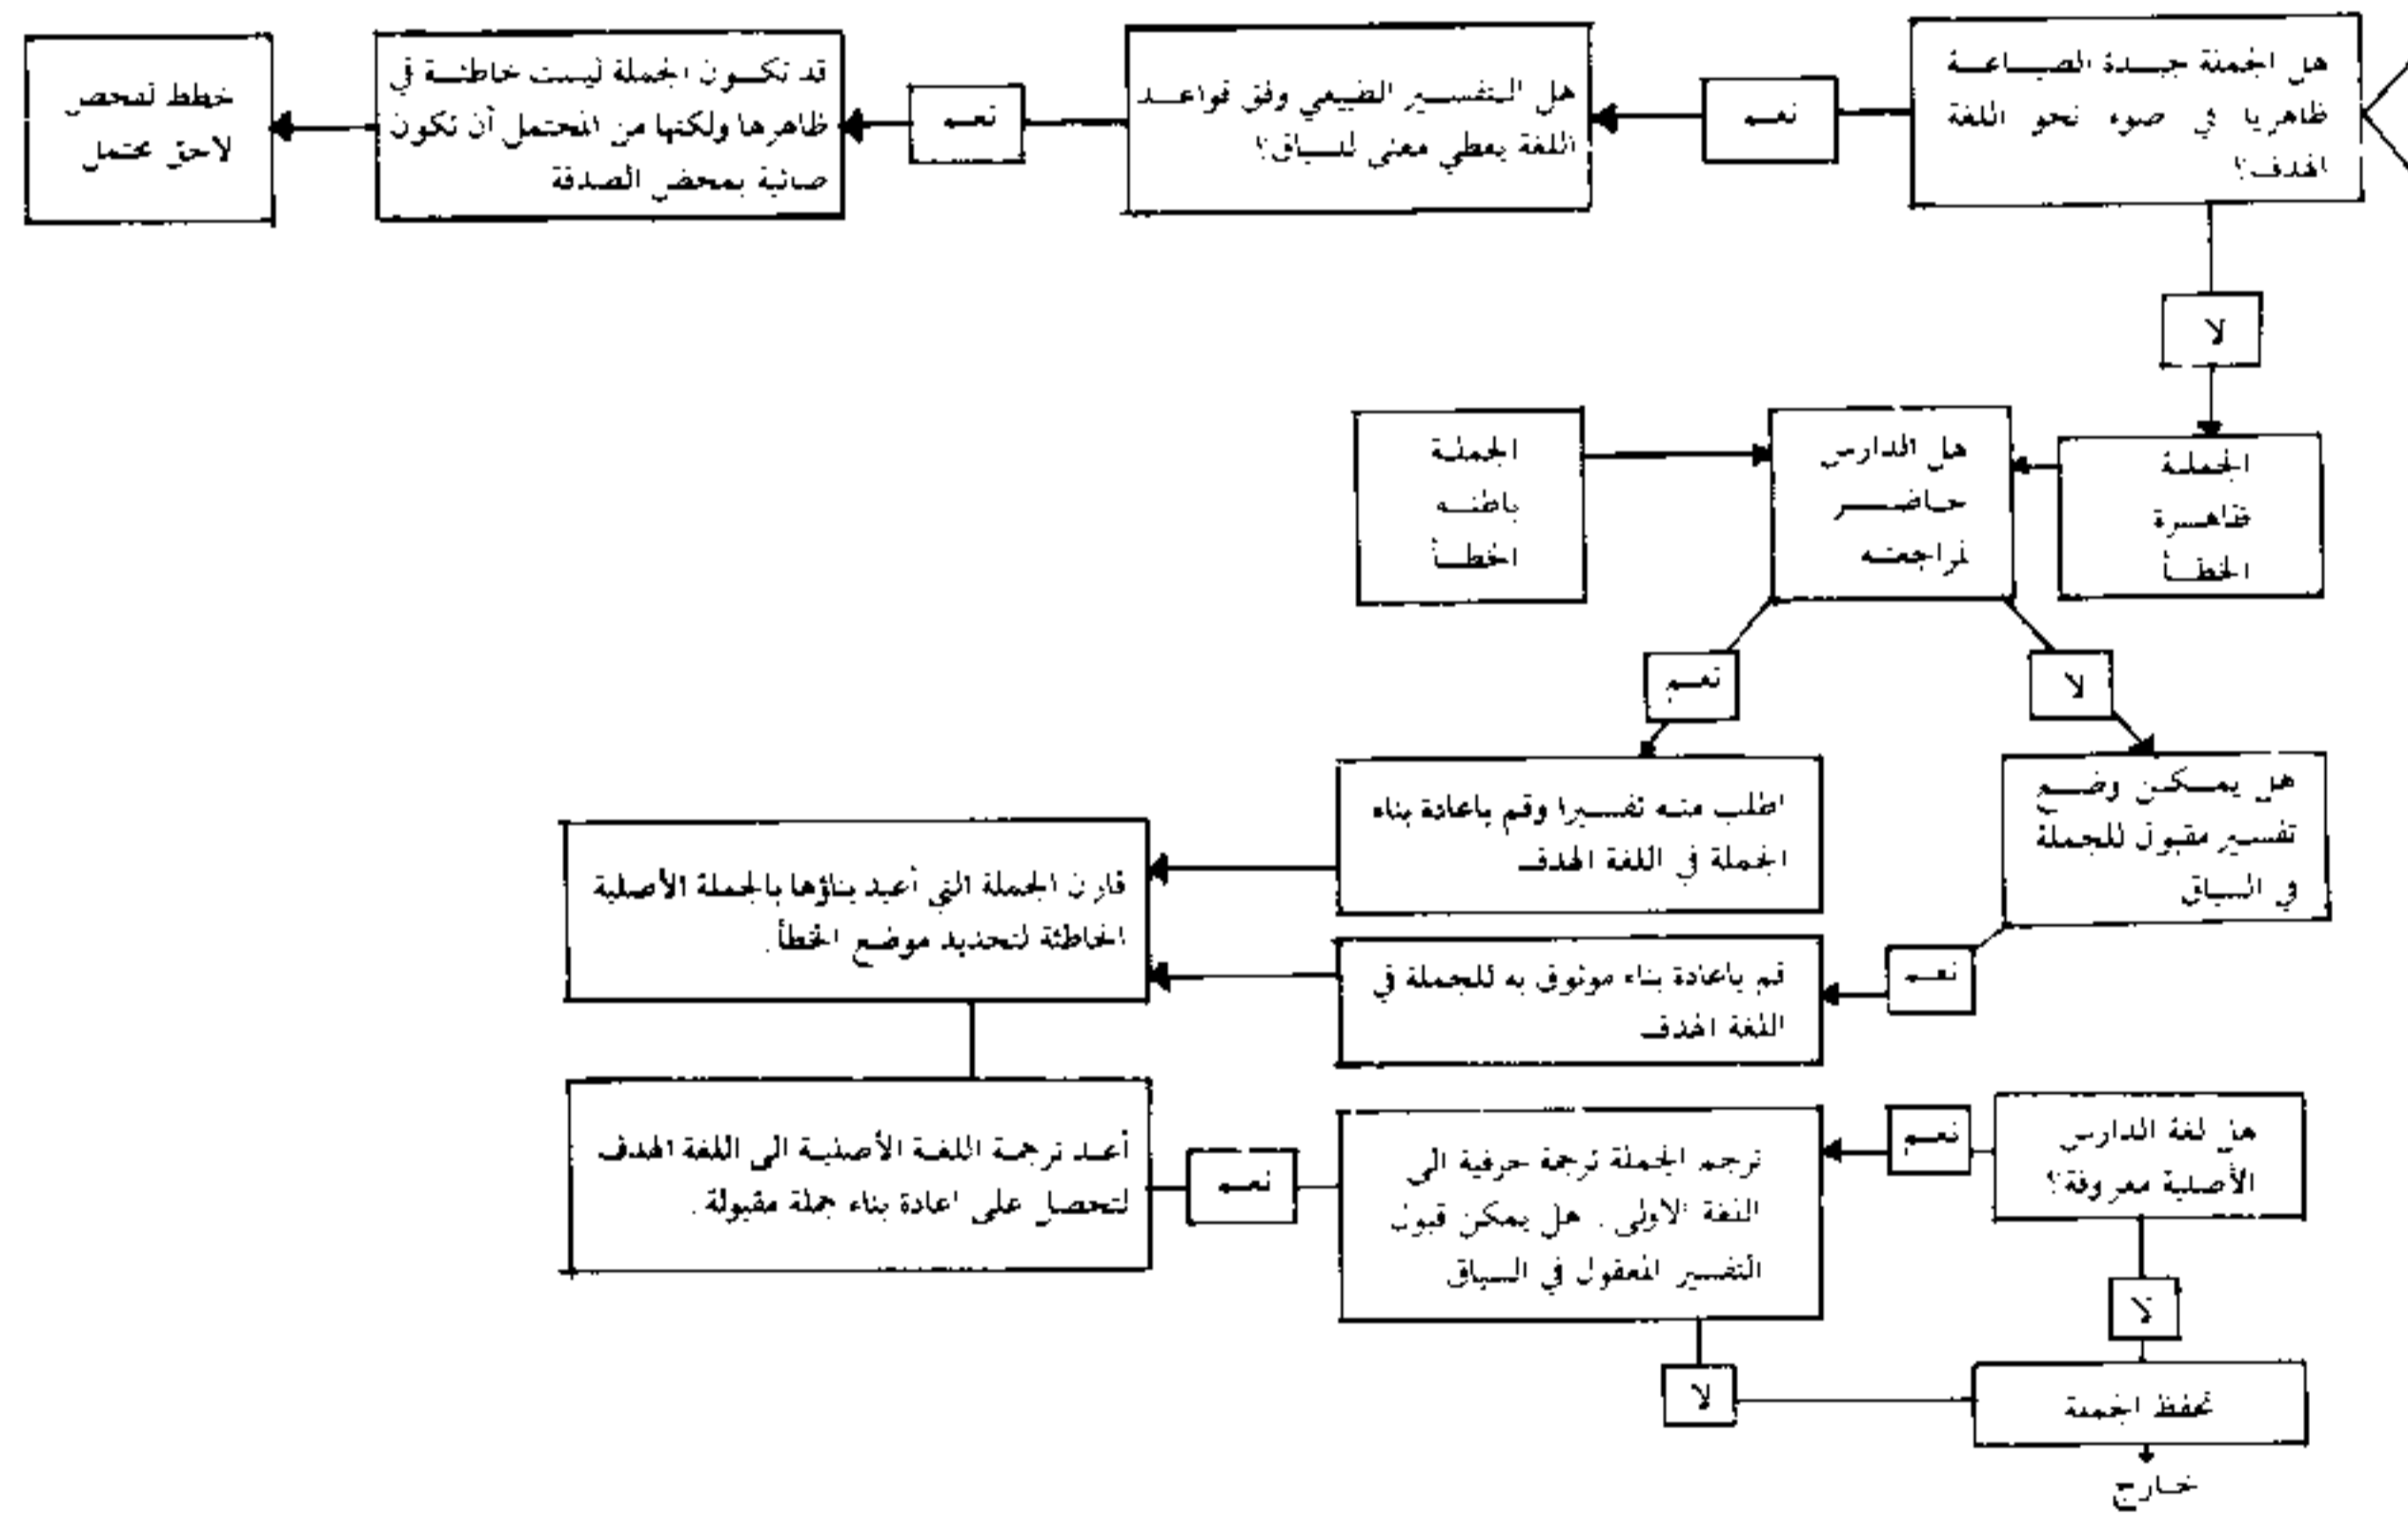 هل الجملة جيدة الصياغة
ظاهريا في ضوء نحو اللغة
الهدف؟
نعم
هل التفسير الطبيعي وفق قواعد
اللغة يعطي معنى للسياق؟
نعم
قد تكون الجملة ليست خاطئة في
ظاهرها ولكنها من المحتمل أن تكون
صائبة بمحض الصدفة
خطط لفحص
لاحق محتمل
لا
الجملة
ظاهرة
الخطأ
هل الدارس
حاضر
لمراجعته
الجملة
باطنه
الخطأ
نعم
لا
هل يمكن وضع
تفسير مقبول للجملة
في السياق
اطلب منه تفسيرا وقم باعادة بناء
الجملة في اللغة الهدف
قارن الجملة التي أعيد بناؤها بالجملة الأصلية
الخاطئة لتحديد موضع الخطأ.
نعم
قم باعادة بناء موثوق به للجملة في
اللغة الهدف
هل لغة الدارس
الأصلية معروفة؟
نعم
ترجم الجملة ترجمة حرفية الى
اللغة الاولى . هل يمكن قبول
التفسير المعقول في السياق
نعم
أعد ترجمة اللغة الأصلية الى اللغة الهدف
لتحصل على اعادة بناء جملة مقبولة .
لا
لا
تحفظ الجملة
خارج